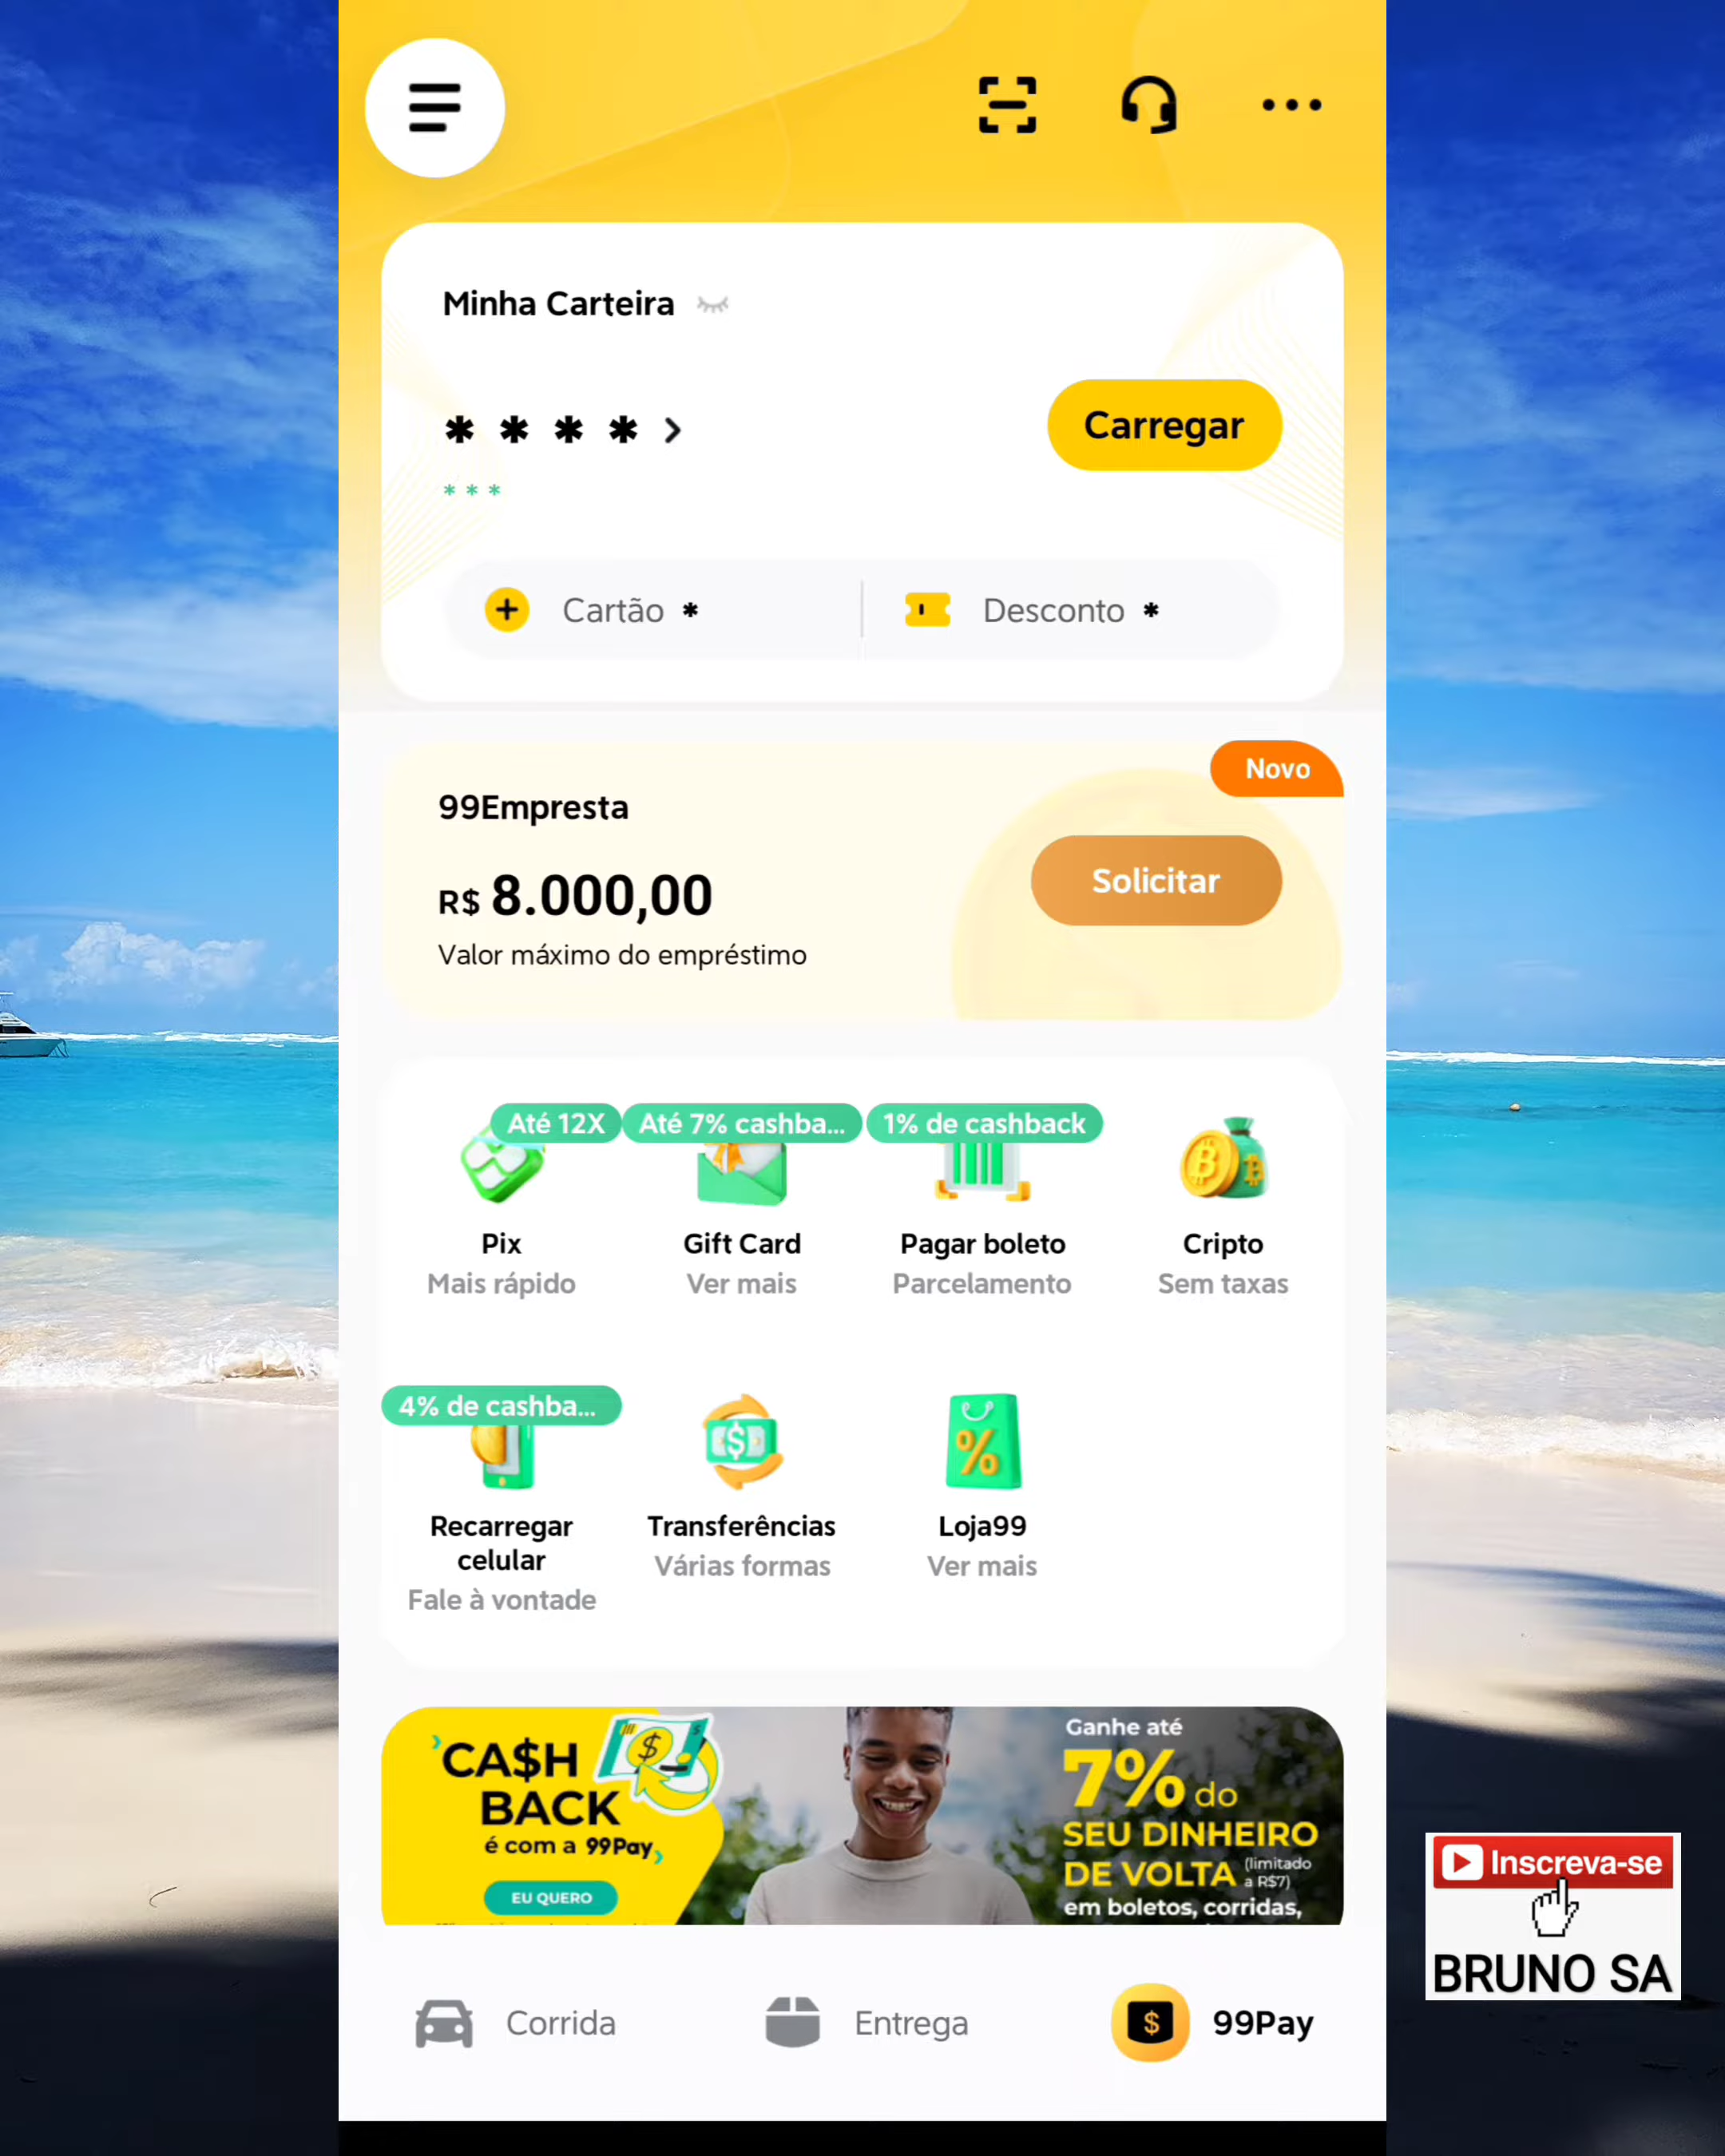 Minha Carteira
* * * *
Carregar
* * *
Cartão *
Desconto *
Novo
99Empresta
R$ 8.000,00
Solicitar
Valor máximo do empréstimo
Até 12X
Até 7% cashba...
1% de cashback
Pix
Gift Card
Pagar boleto
Cripto
Mais rápido
Ver mais
Parcelamento
Sem taxas
4% de cashba...
Recarregar
celular
Fale à vontade
Transferências
Várias formas
Loja99
Ver mais
CA$H
BACK
é com a 99Pay
EU QUERO
Ganhe até
7% do
SEU DINHEIRO
DE VOLTA (limitado
a R$7)
em boletos, corridas,
Inscreva-se
BRUNO SA
Corrida
Entrega
99Pay